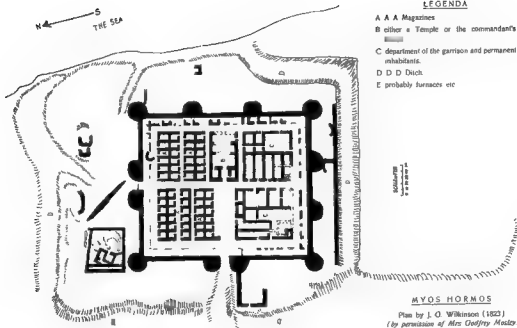 N
S
THE SEA
LEGENDA
A A A Magazines
B either a Temple or the commandant's
C department of the garrison and permanent
inhabitants.
D D D Ditch
E probably furnaces etc
MYOS HORMOS
Plan by J. G. Wilkinson (1823)
(by permission of Mrs Godfrey Mosley